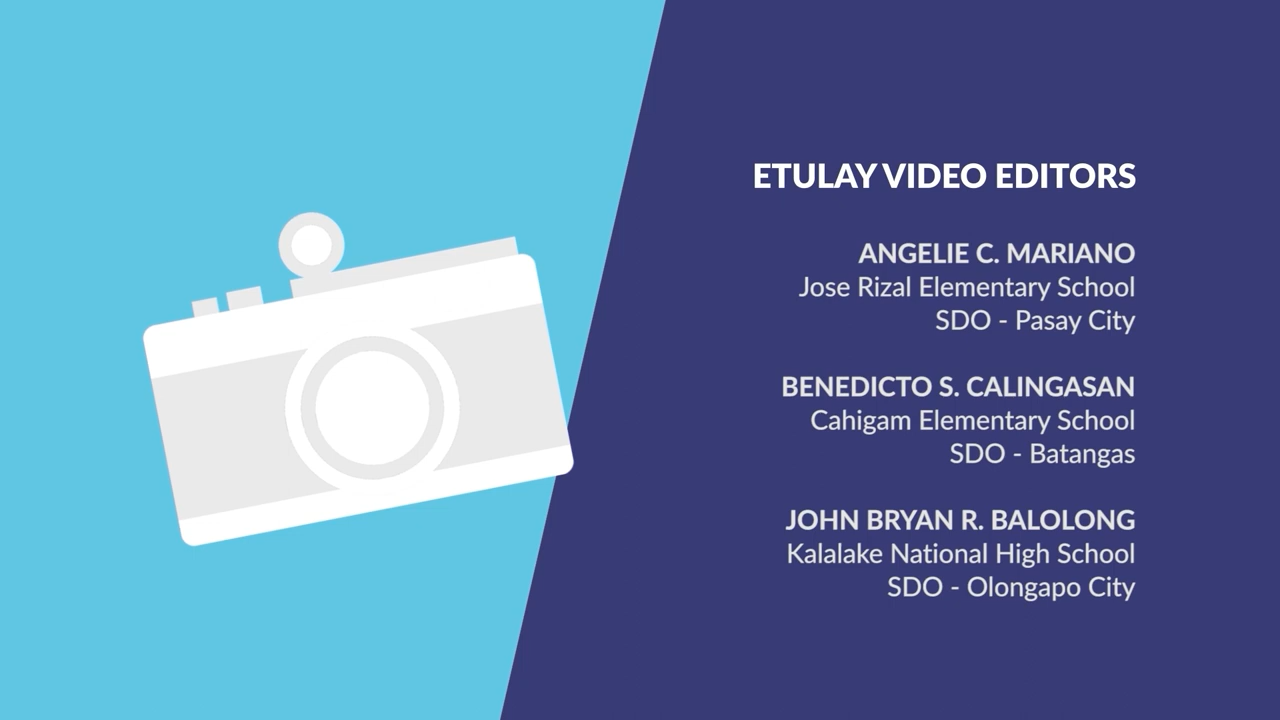 ETULAY VIDEO EDITORS
ANGELIE C. MARIANO
Jose Rizal Elementary School
SDO - Pasay City
BENEDICTO S. CALINGASAN
Cahigam Elementary School
SDO - Batangas
JOHN BRYAN R. BALOLONG
Kalalake National High School
SDO - Olongapo City